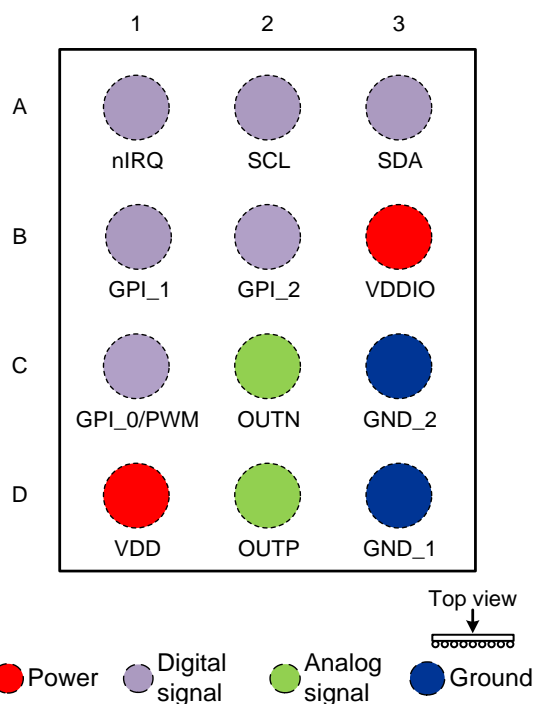 1 2 3
A
nIRQ SCL SDA
B
GPI_1 GPI_2 VDDIO
C
GPI_0/PWM OUTN GND_2
D
VDD OUTP GND_1
Top view
Power Digital signal Analog signal Ground